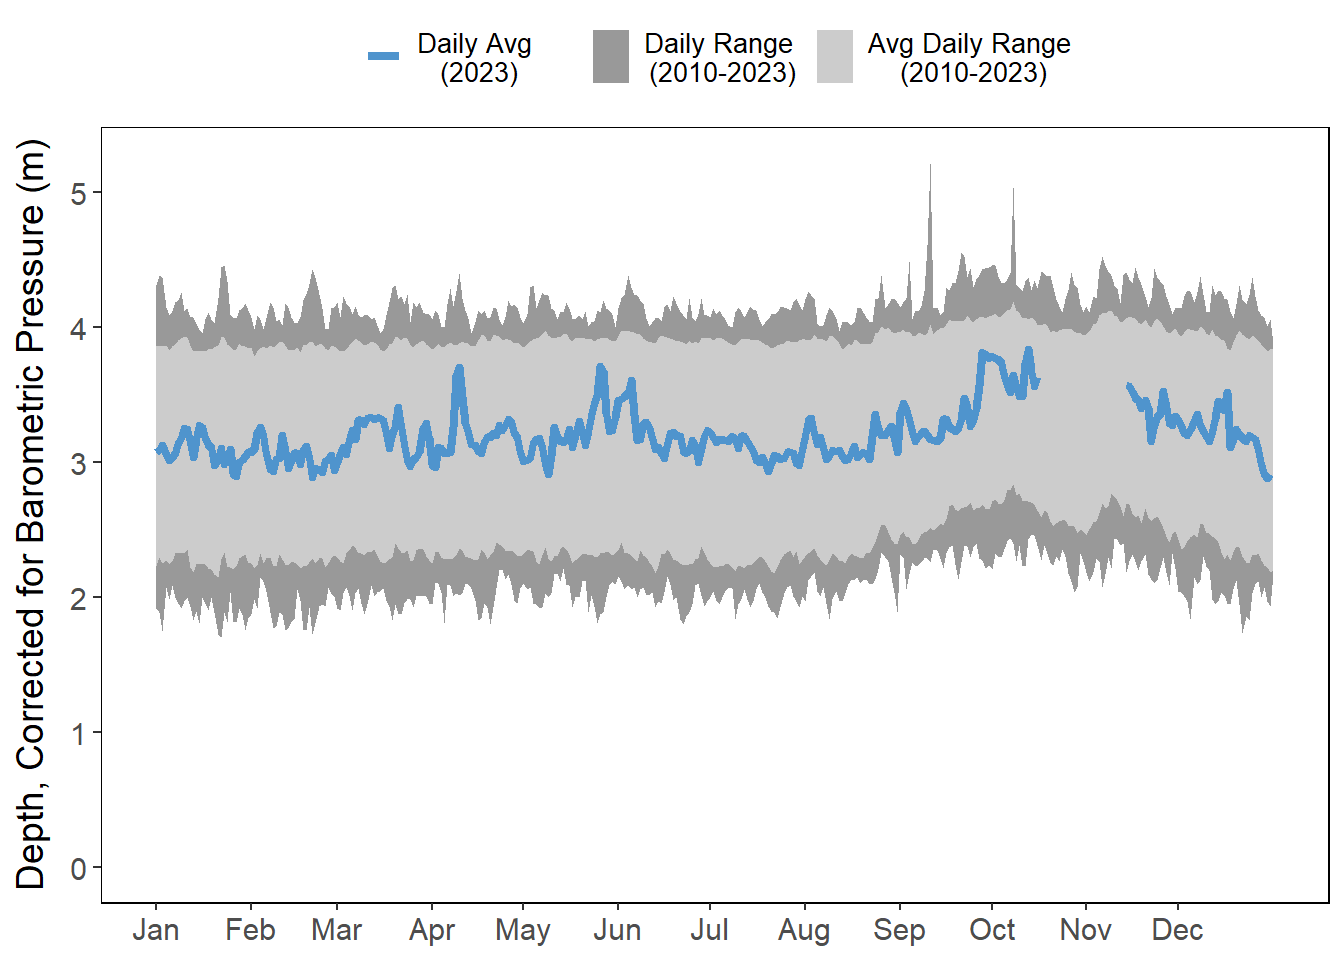 Daily Avg
(2023)
Daily Range
(2010-2023)
Avg Daily Range
(2010-2023)
Depth, Corrected for Barometric Pressure (m)
5
4
3
2
1
0
Jan Feb Mar Apr May Jun Jul Aug Sep Oct Nov Dec